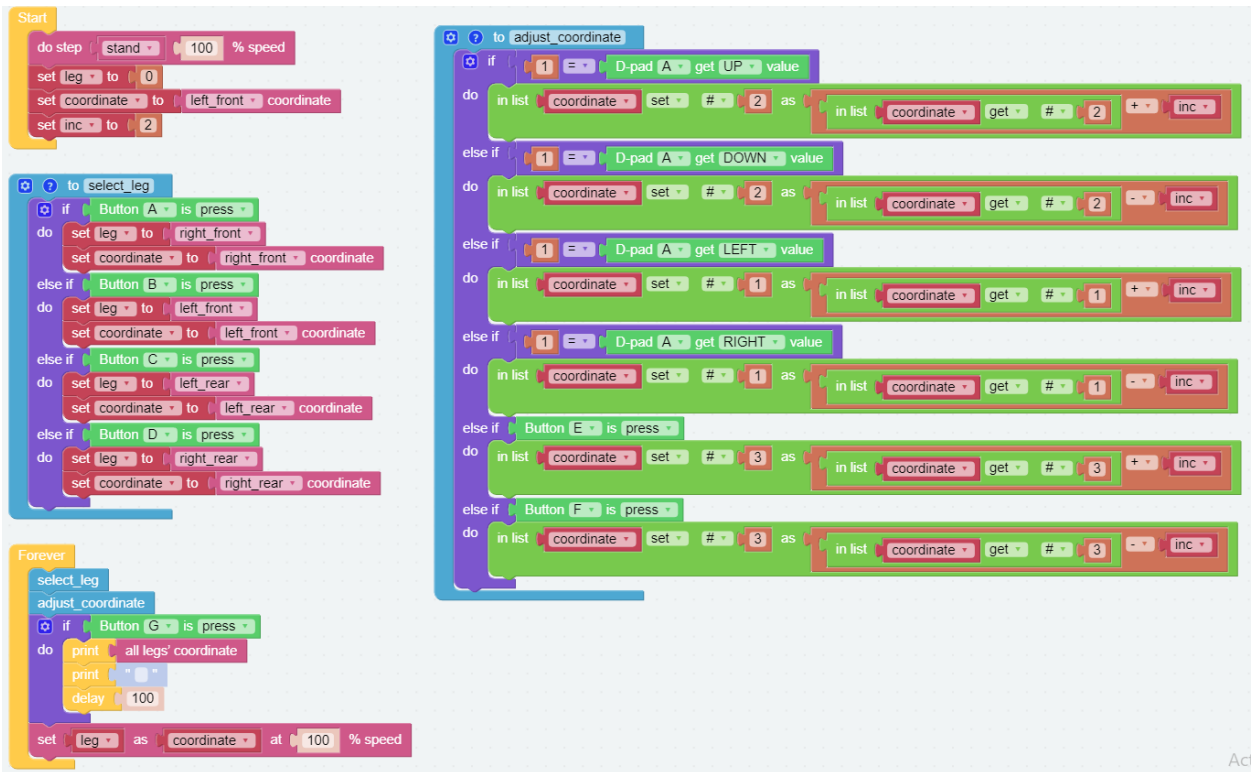 Start
do step stand 100 % speed
set leg to 0
set coordinate to left_front coordinate
set inc to 2
to select_leg
if Button A is press
do set leg to right_front
set coordinate to right_front coordinate
else if Button B is press
do set leg to left_front
set coordinate to left_front coordinate
else if Button C is press
do set leg to left_rear
set coordinate to left_rear coordinate
else if Button D is press
do set leg to right_rear
set coordinate to right_rear coordinate
Forever
select_leg
adjust_coordinate
if Button G is press
do print all legs' coordinate
print " "
delay 100
set leg as coordinate at 100 % speed
? to adjust_coordinate
if 1 = D-pad A get UP value
do in list coordinate set # 2 as in list coordinate get # 2 + inc
else if 1 = D-pad A get DOWN value
do in list coordinate set # 2 as in list coordinate get # 2 - inc
else if 1 = D-pad A get LEFT value
do in list coordinate set # 1 as in list coordinate get # 1 + inc
else if 1 = D-pad A get RIGHT value
do in list coordinate set # 1 as in list coordinate get # 1 - inc
else if Button E is press
do in list coordinate set # 3 as in list coordinate get # 3 + inc
else if Button F is press
do in list coordinate set # 3 as in list coordinate get # 3 - inc
Act